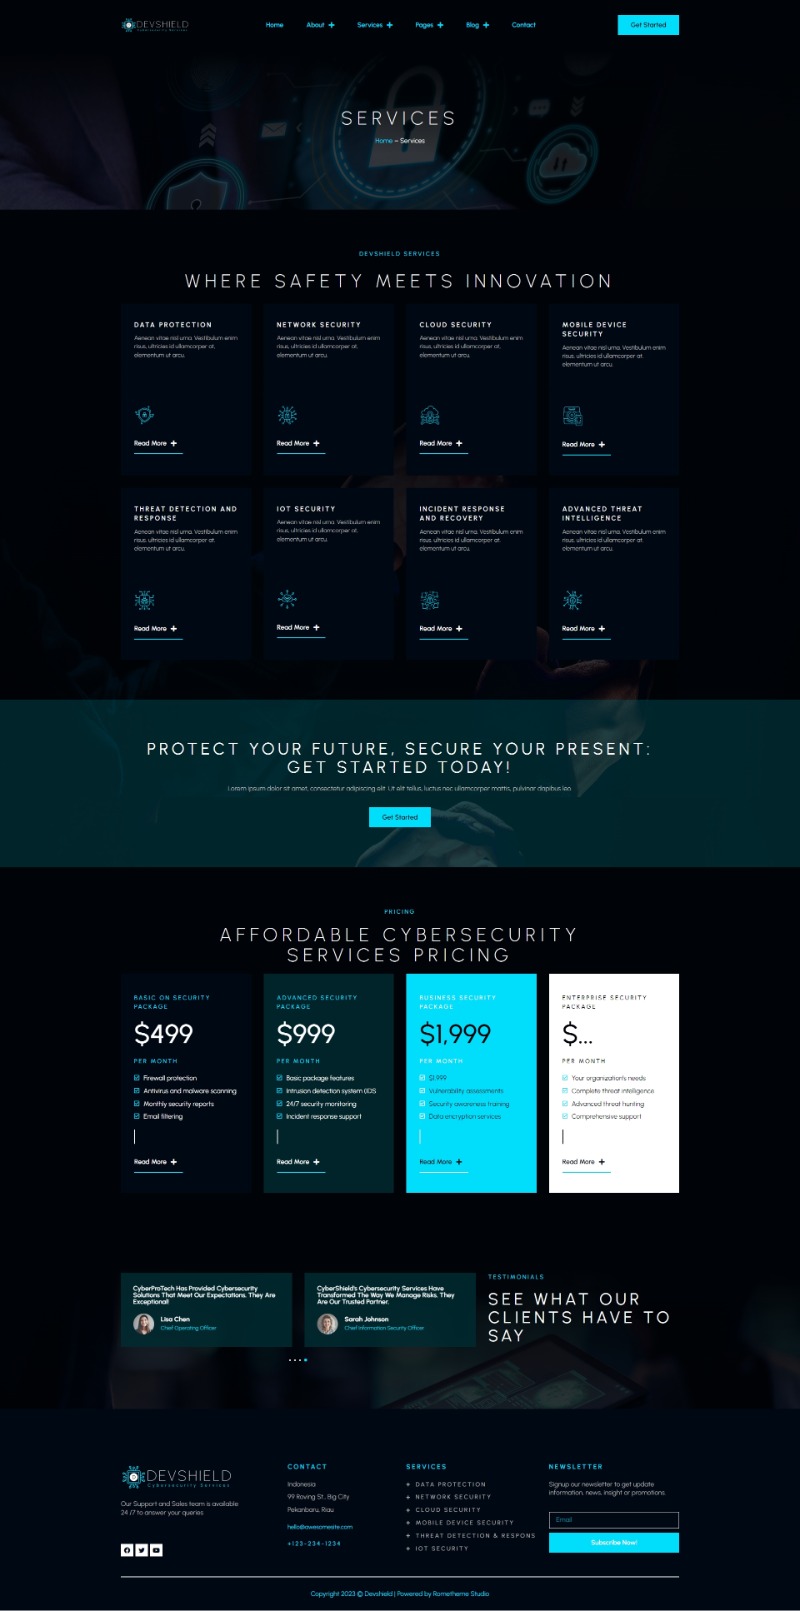 DEVSHIELD
Cybersecurity Services
Home About Services Pages Blog Contact
Get Started
SERVICES
Home – Services
DEVSHIELD SERVICES
WHERE SAFETY MEETS INNOVATION
DATA PROTECTION
Aenean vitae nisl urna. Vestibulum enim
risus, ultricies id ullamcorper at,
elementum ut arcu.
Read More
NETWORK SECURITY
Aenean vitae nisl urna. Vestibulum enim
risus, ultricies id ullamcorper at,
elementum ut arcu.
Read More
CLOUD SECURITY
Aenean vitae nisl urna. Vestibulum enim
risus, ultricies id ullamcorper at,
elementum ut arcu.
Read More
MOBILE DEVICE
SECURITY
Aenean vitae nisl urna. Vestibulum enim
risus, ultricies id ullamcorper at,
elementum ut arcu.
Read More
THREAT DETECTION AND
RESPONSE
Aenean vitae nisl urna. Vestibulum enim
risus, ultricies id ullamcorper at,
elementum ut arcu.
Read More
IOT SECURITY
Aenean vitae nisl urna. Vestibulum enim
risus, ultricies id ullamcorper at,
elementum ut arcu.
Read More
INCIDENT RESPONSE
AND RECOVERY
Aenean vitae nisl urna. Vestibulum enim
risus, ultricies id ullamcorper at,
elementum ut arcu.
Read More
ADVANCED THREAT
INTELLIGENCE
Aenean vitae nisl urna. Vestibulum enim
risus, ultricies id ullamcorper at,
elementum ut arcu.
Read More
PROTECT YOUR FUTURE, SECURE YOUR PRESENT:
GET STARTED TODAY!
Lorem ipsum dolor sit amet, consectetur adipiscing elit. Ut elit tellus, luctus nec ullamcorper mattis, pulvinar dapibus leo.
Get Started
PRICING
AFFORDABLE CYBERSECURITY
SERVICES PRICING
BASIC ON SECURITY
PACKAGE
$499
PER MONTH
Firewall protection
Antivirus and malware scanning
Monthly security reports
Email filtering
Read More
ADVANCED SECURITY
PACKAGE
$999
PER MONTH
Basic package features
Intrusion detection system (IDS
24/7 security monitoring
Incident response support
Read More
BUSINESS SECURITY
PACKAGE
$1,999
PER MONTH
$1,999
Vulnerability assessments
Security awareness training
Data encryption services
Read More
ENTERPRISE SECURITY
PACKAGE
$...
PER MONTH
Your organization's needs
Complete threat intelligence
Advanced threat hunting
Comprehensive support
Read More
CyberProTech Has Provided Cybersecurity
Solutions That Meet Our Expectations. They Are
Exceptional!
Lisa Chen
Chief Operating Officer
CyberShield's Cybersecurity Services Have
Transformed The Way We Manage Risks. They
Are Our Trusted Partner.
Sarah Johnson
Chief Information Security Officer
TESTIMONIALS
SEE WHAT OUR
CLIENTS HAVE TO
SAY
DEVSHIELD
Cybersecurity Services
Our Support and Sales team is available
24 /7 to answer your queries
CONTACT
Indonesia
99 Roving St., Big City
Pekanbaru, Riau
hello@awesomesite.com
+123-234-1234
SERVICES
DATA PROTECTION
NETWORK SECURITY
CLOUD SECURITY
MOBILE DEVICE SECURITY
THREAT DETECTION & RESPONS
IOT SECURITY
NEWSLETTER
Signup our newsletter to get update
information, news, insight or promotions.
Email
Subscribe Now!
Copyright 2023 © Devshield | Powered by Rometheme Studio